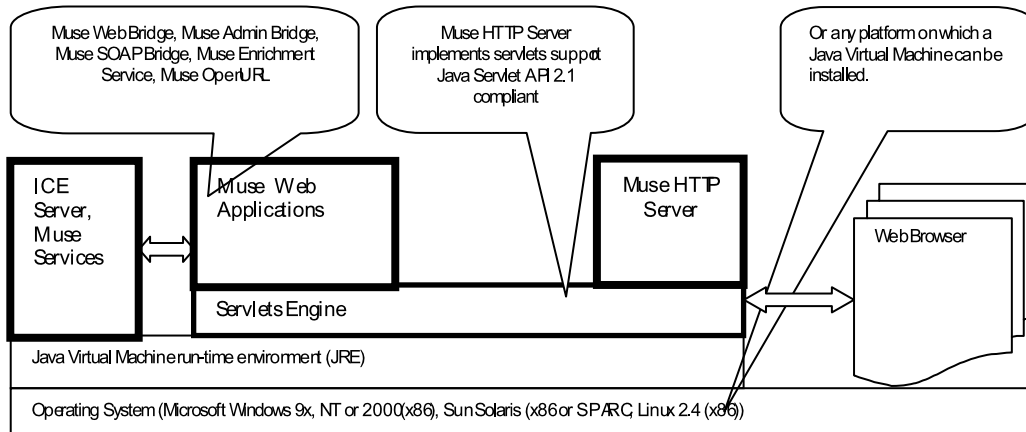 Muse Web Bridge, Muse Admin Bridge,
Muse SOAP Bridge, Muse Enrichment
Service, Muse OpenURL
Muse HTTP Server
implements servlets support
Java Servlet API 2.1
compliant
Or any platform on which a
Java Virtual Machine can be
installed.
ICE
Server,
Muse
Services
Muse Web
Applications
Muse HTTP
Server
Web Browser
Servlets Engine
Java Virtual Machine run-time environment (JRE)
Operating System (Microsoft Windows 9x, NT or 2000(x86), Sun Solaris (x86 or SPARC, Linux 2.4 (x86))